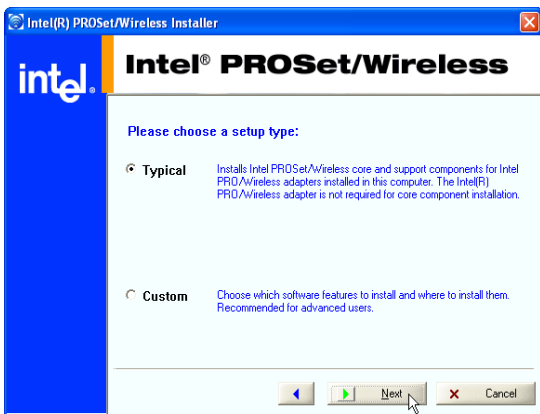 Intel(R) PROSet/Wireless Installer
intel.
Intel® PROSet/Wireless
Please choose a setup type:
Typical
Installs Intel PROSet/Wireless core and support components for Intel
PRO/Wireless adapters installed in this computer. The Intel(R)
PRO/Wireless adapter is not required for core component installation.
Custom
Choose which software features to install and where to install them.
Recommended for advanced users.
Next
Cancel